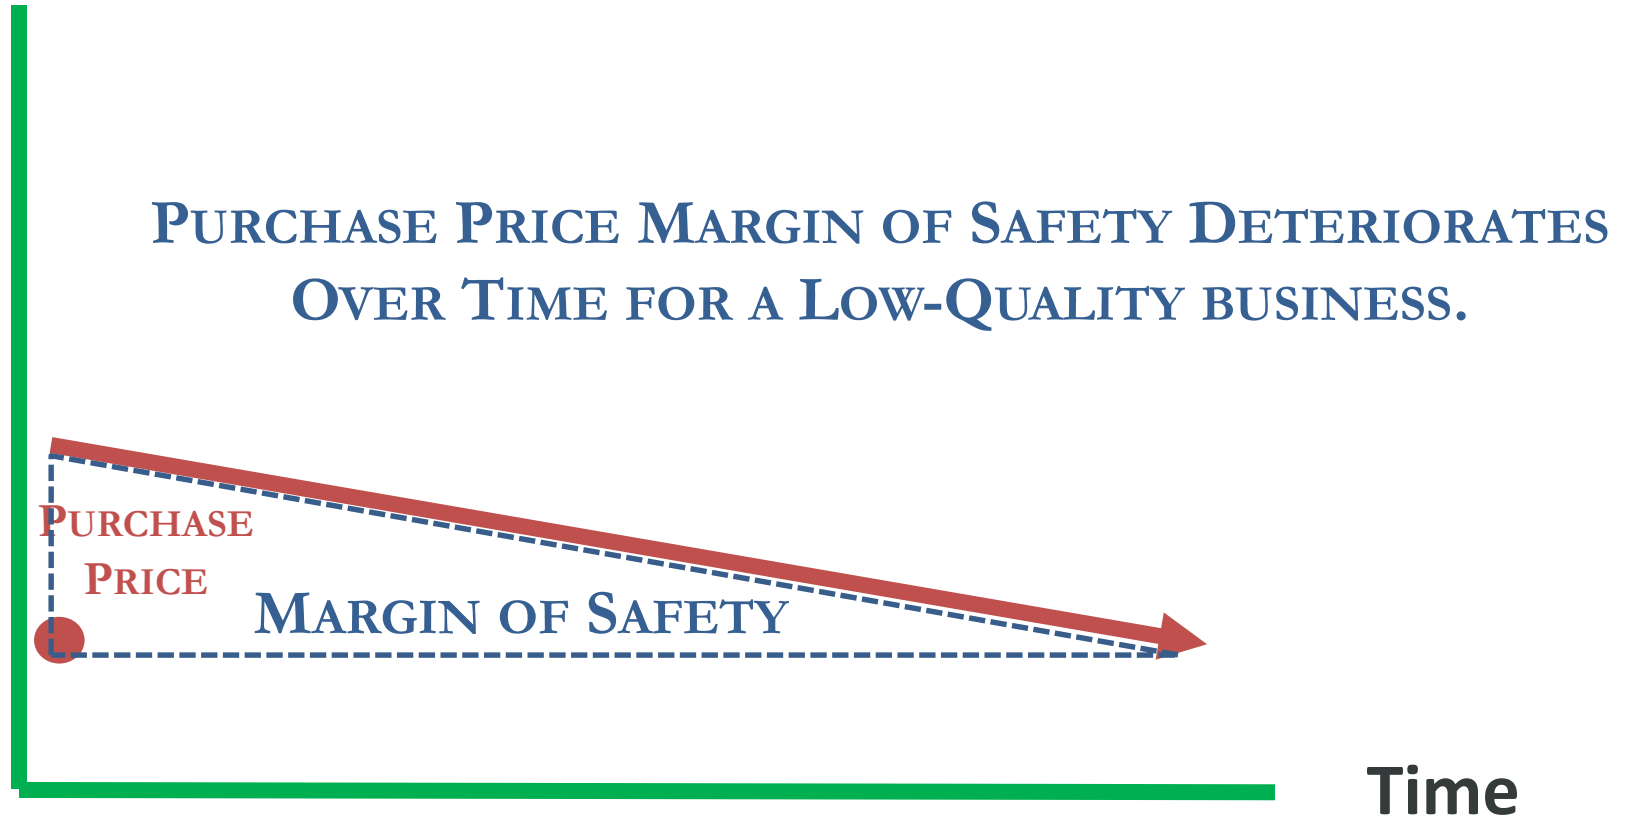 Purchase Price Margin of Safety Deteriorates
Over Time for a Low-Quality business.
Purchase
Price
Margin of Safety
Time